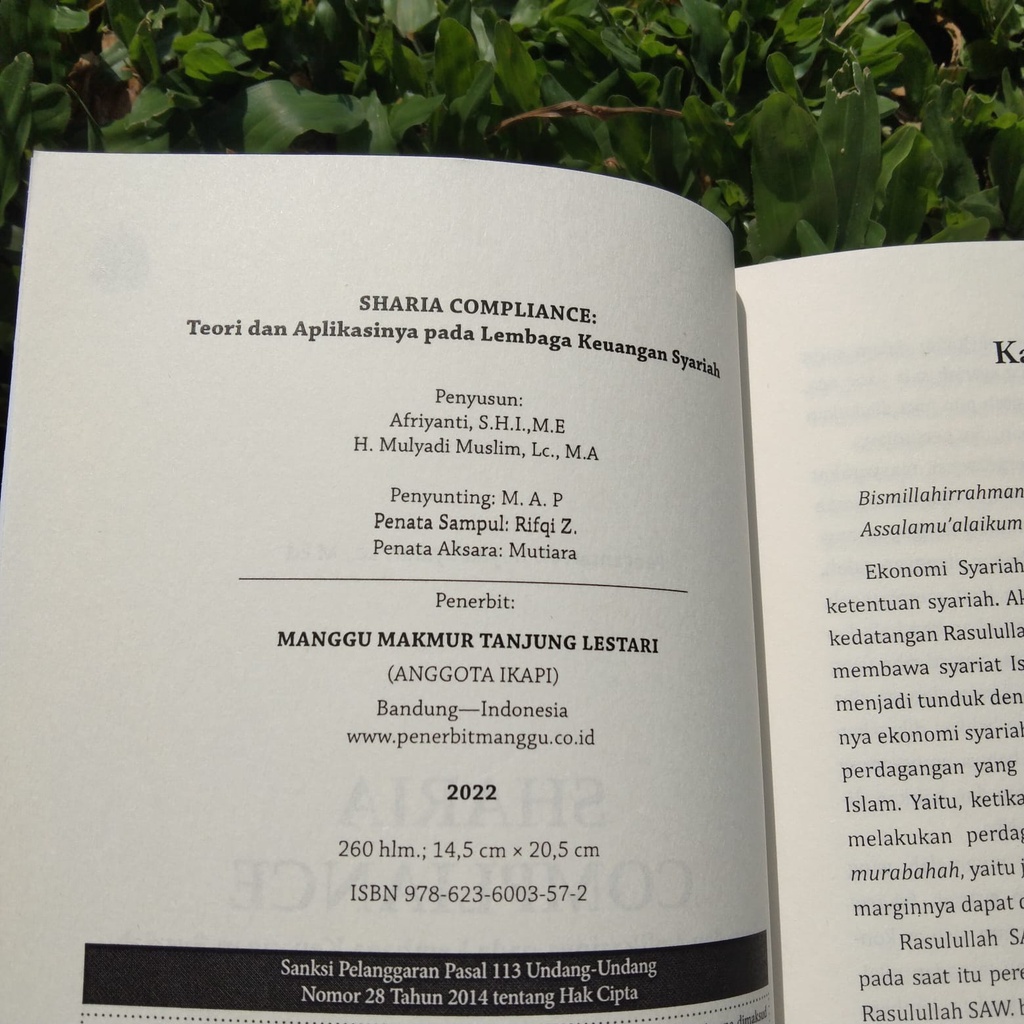 SHARIA COMPLIANCE:
Teori dan Aplikasinya pada Lembaga Keuangan Syariah
Penyusun:
Afriyanti, S.H.I.,M.E
H. Mulyadi Muslim, Lc., M.A
Penyunting: M. A. P
Penata Sampul: Rifqi Z.
Penata Aksara: Mutiara
Penerbit:
MANGGU MAKMUR TANJUNG LESTARI
(ANGGOTA IKAPI)
Bandung—Indonesia
www.penerbitmanggu.co.id
2022
260 hlm.; 14,5 cm × 20,5 cm
ISBN 978-623-6003-57-2
Sanksi Pelanggaran Pasal 113 Undang-Undang
Nomor 28 Tahun 2014 tentang Hak Cipta
dimaksud
Ka
Bismillahirrahman
Assalamu'alaikum
Ekonomi Syariah
ketentuan syariah. Ak
kedatangan Rasululla
membawa syariat Is
menjadi tunduk den
nya ekonomi syariah
perdagangan yang
Islam. Yaitu, ketika
melakukan perdag
murabahah, yaitu j
marginnya dapat
Rasulullah SA
pada saat itu pere
Rasulullah SAW.